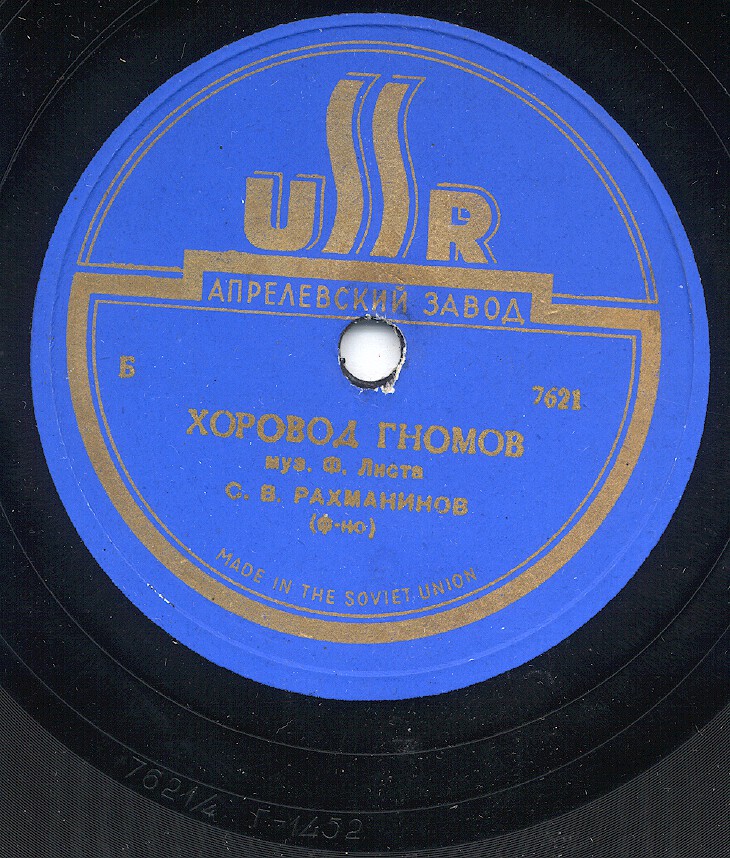 USSR
АПРЕЛЕВСКИЙ ЗАВОД
Б
7621
ХОРОВОД ГНОМОВ
муз. Ф. Листа
С. В. РАХМАНИНОВ
(ф-но)
MADE IN THE SOVIET UNION
7621/4 Г-1452